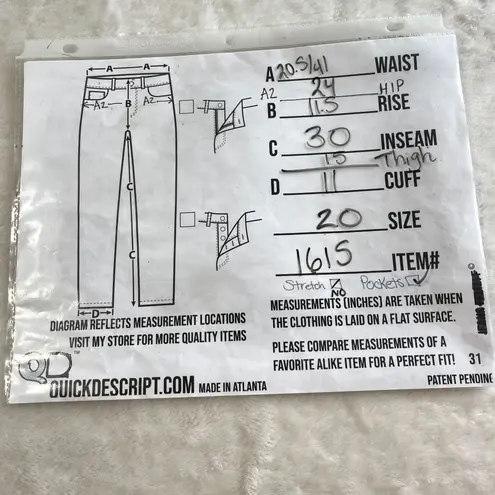 A A
A2 B A2
C
C
D
A 20.5/41 WAIST
A2 24 HIP
B 11.5 RISE
C 30 INSEAM
15 Thigh
D 11 CUFF
20 SIZE
1615 ITEM#
Stretch NO Pockets
MEASUREMENTS (INCHES) ARE TAKEN WHEN
THE CLOTHING IS LAID ON A FLAT SURFACE.
PLEASE COMPARE MEASUREMENTS OF A
FAVORITE ALIKE ITEM FOR A PERFECT FIT! 31
PATENT PENDING
DIAGRAM REFLECTS MEASUREMENT LOCATIONS
VISIT MY STORE FOR MORE QUALITY ITEMS
QD™
QUICKDESCRIPT.COM MADE IN ATLANTA